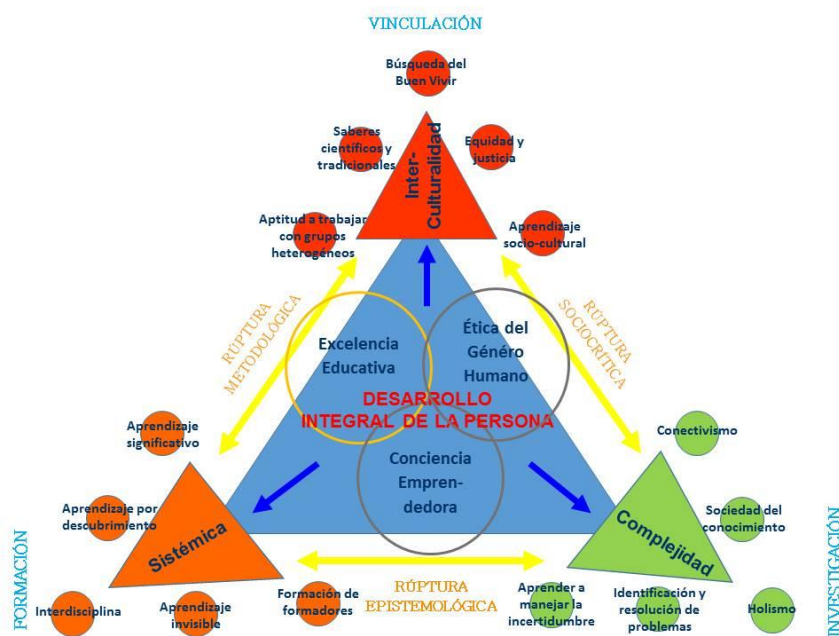 VINCULACIÓN
Búsqueda del
Buen Vivir
Saberes
científicos y
tradicionales
Equidad y
justicia
Inter-
Culturalidad
Aptitud a trabajar
con grupos
heterogéneos
Aprendizaje
socio-cultural
RÚPTURA
METODOLÓGICA
RÚPTURA
SOCIOCRÍTICA
Excelencia
Educativa
Ética del
Género
Humano
DESARROLLO
INTEGRAL DE LA PERSONA
Conciencia
Empren-
dedora
Aprendizaje
significativo
Aprendizaje por
descubrimiento
Sistémica
Interdisciplina
Aprendizaje
invisible
Formación de
formadores
FORMACIÓN
RÚPTURA
EPISTEMOLÓGICA
Conectivismo
Sociedad del
conocimiento
Complejidad
Aprender a
manejar la
incertidumbre
Identificación y
resolución de
problemas
Holismo
INVESTIGACIÓN